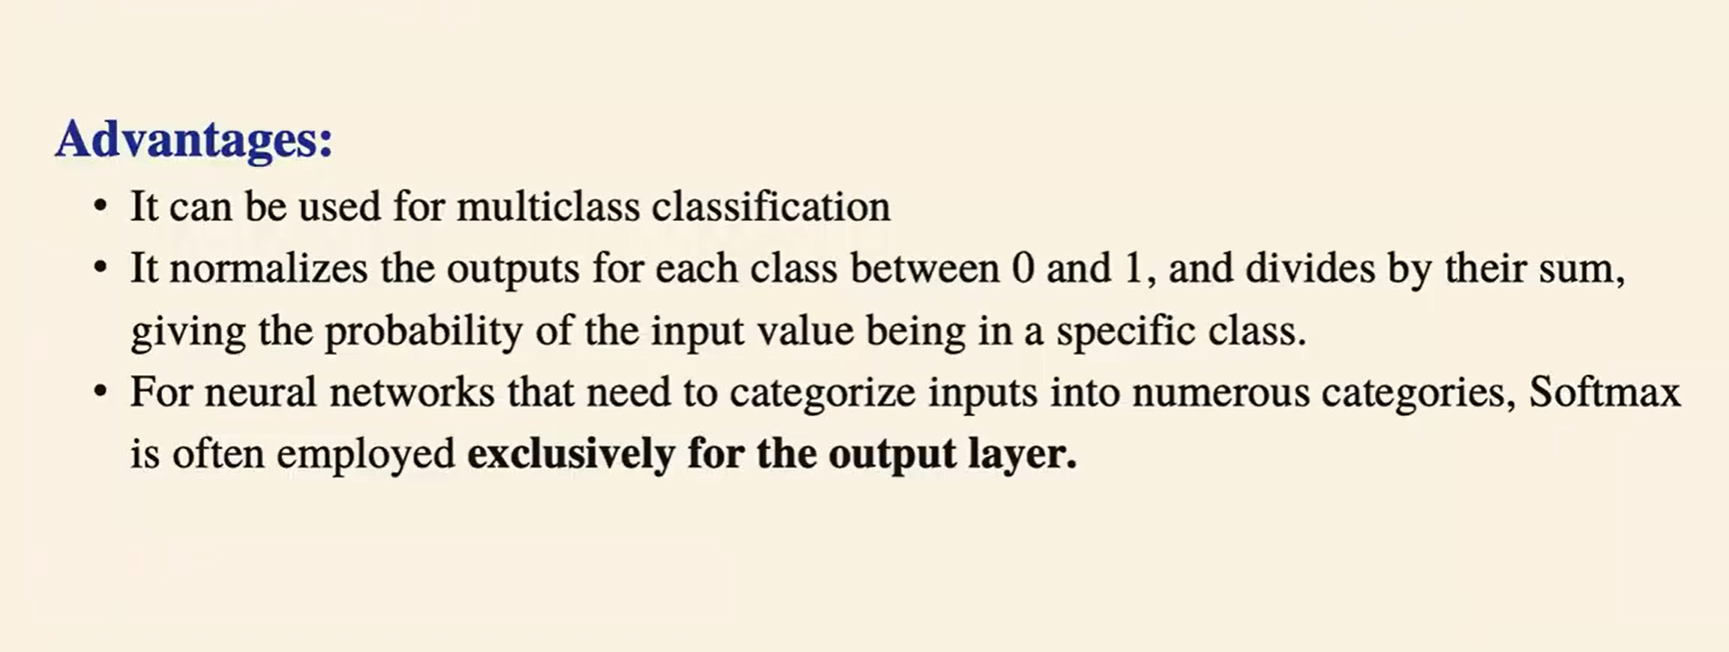 Advantages:
• It can be used for multiclass classification
• It normalizes the outputs for each class between 0 and 1, and divides by their sum,
giving the probability of the input value being in a specific class.
• For neural networks that need to categorize inputs into numerous categories, Softmax
is often employed exclusively for the output layer.